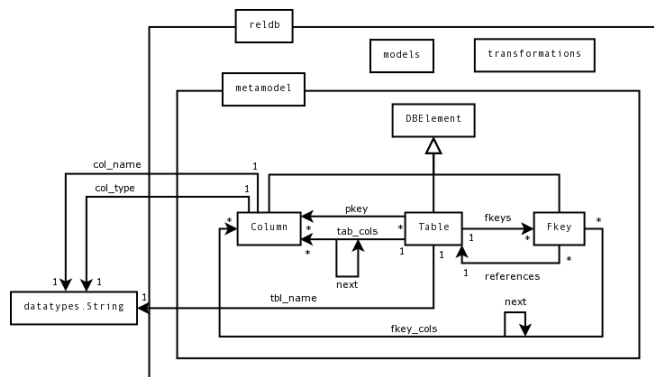 reldb
models
transformations
metamodel
DBElement
col_name
1
col_type
1
pkey
fkeys
*
Column
*
tab_cols
*
Table
1
*
Fkey
*
*
1
1
1
references
*
next
1
1
datatypes.String
1
tbl_name
next
fkey_cols